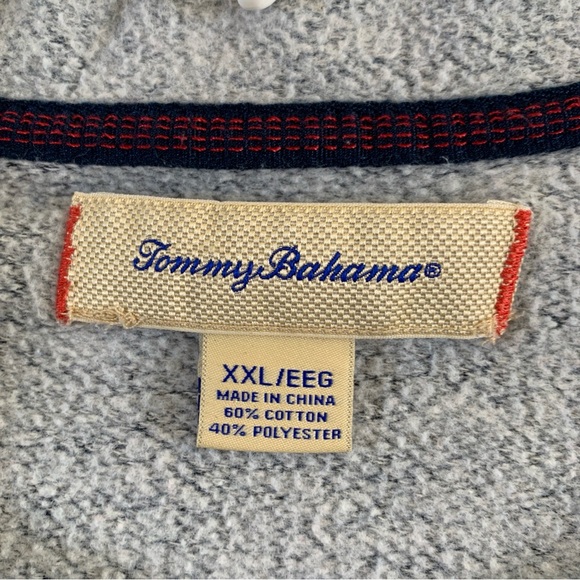 Tommy Bahama®
XXL/EEG
MADE IN CHINA
60% COTTON
40% POLYESTER